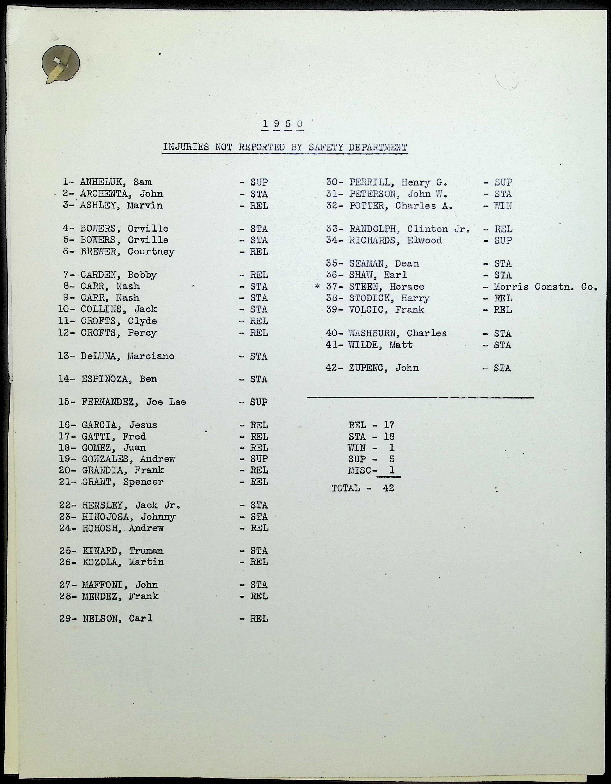 1 9 5 0
INJURIES NOT REPORTED BY SAFETY DEPARTMENT
1- ANHELUK, Sam - SUP
2- ARCHENTA, John - STA
3- ASHLEY, Marvin - REL
4- BOWERS, Orville - STA
5- BOWERS, Orville - STA
6- BREWER, Courtney - REL
7- CARDEN, Bobby - REL
8- CARR, Nash - STA
9- CARR, Nash - STA
10- COLLINS, Jack - STA
11- CROFTS, Clyde - REL
12- CROFTS, Percy - REL
13- DeLUNA, Marciano - STA
14- ESPINOZA, Ben - STA
15- FERNANDEZ, Joe Lee - SUP
16- GARCIA, Jesus - REL
17- GATTI, Fred - REL
18- GOMEZ, Juan - REL
19- GONZALES, Andrew - SUP
20- GRANDIA, Frank - REL
21- GRANT, Spencer - REL
22- HENSLEY, Jack Jr. - STA
23- HINOJOSA, Johnny - STA
24- HOHOSH, Andrew - REL
25- KINARD, Truman - STA
26- KOZOLA, Martin - REL
27- MAFFONI, John - STA
28- MENDEZ, Frank - REL
29- NELSON, Carl - REL
30- PERRILL, Henry G. - SUP
31- PETERSON, John W. - STA
32- POTTER, Charles A. - WIN
33- RANDOLPH, Clinton Jr. - REL
34- RICHARDS, Elwood - SUP
35- SEAMAN, Dean - STA
36- SHAW, Earl - STA
* 37- STEEN, Horace - Morris Constn. Co.
38- STODICK, Harry - REL
39- VOLCIC, Frank - REL
40- WASHBURN, Charles - STA
41- WILDE, Matt - STA
42- ZUPENC, John - STA
REL - 17
STA - 18
WIN - 1
SUP - 5
MISC- 1
TOTAL - 42